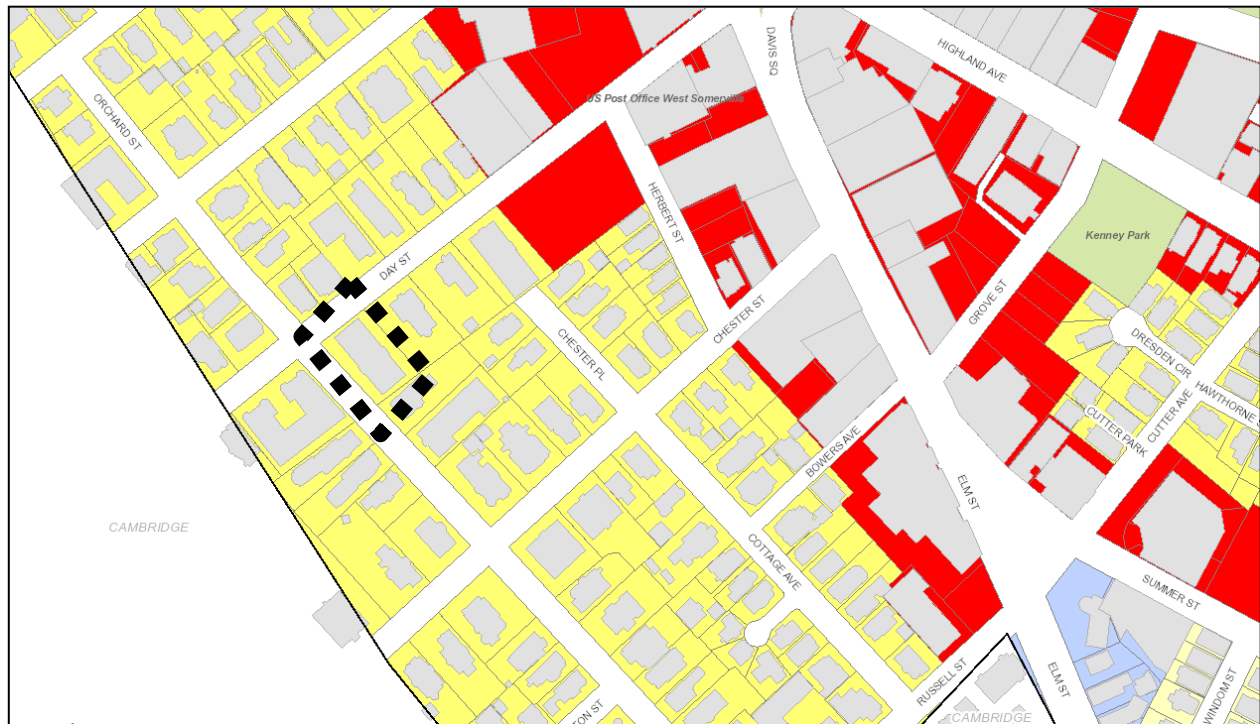 DAVIS SQ
HIGHLAND AVE
ORCHARD ST
US Post Office West Somerville
HERBERT ST
Kenney Park
DAY ST
GROVE ST
CHESTER ST
CHESTER PL
DRESDEN CIR
HAWTHORNE
CUTTER AVE
CUTTER PARK
BOWERS AVE
ELM ST
CAMBRIDGE
COTTAGE AVE
SUMMER ST
RUSSELL ST
ELM ST
WINDOM ST
TON ST
CAMBRIDGE